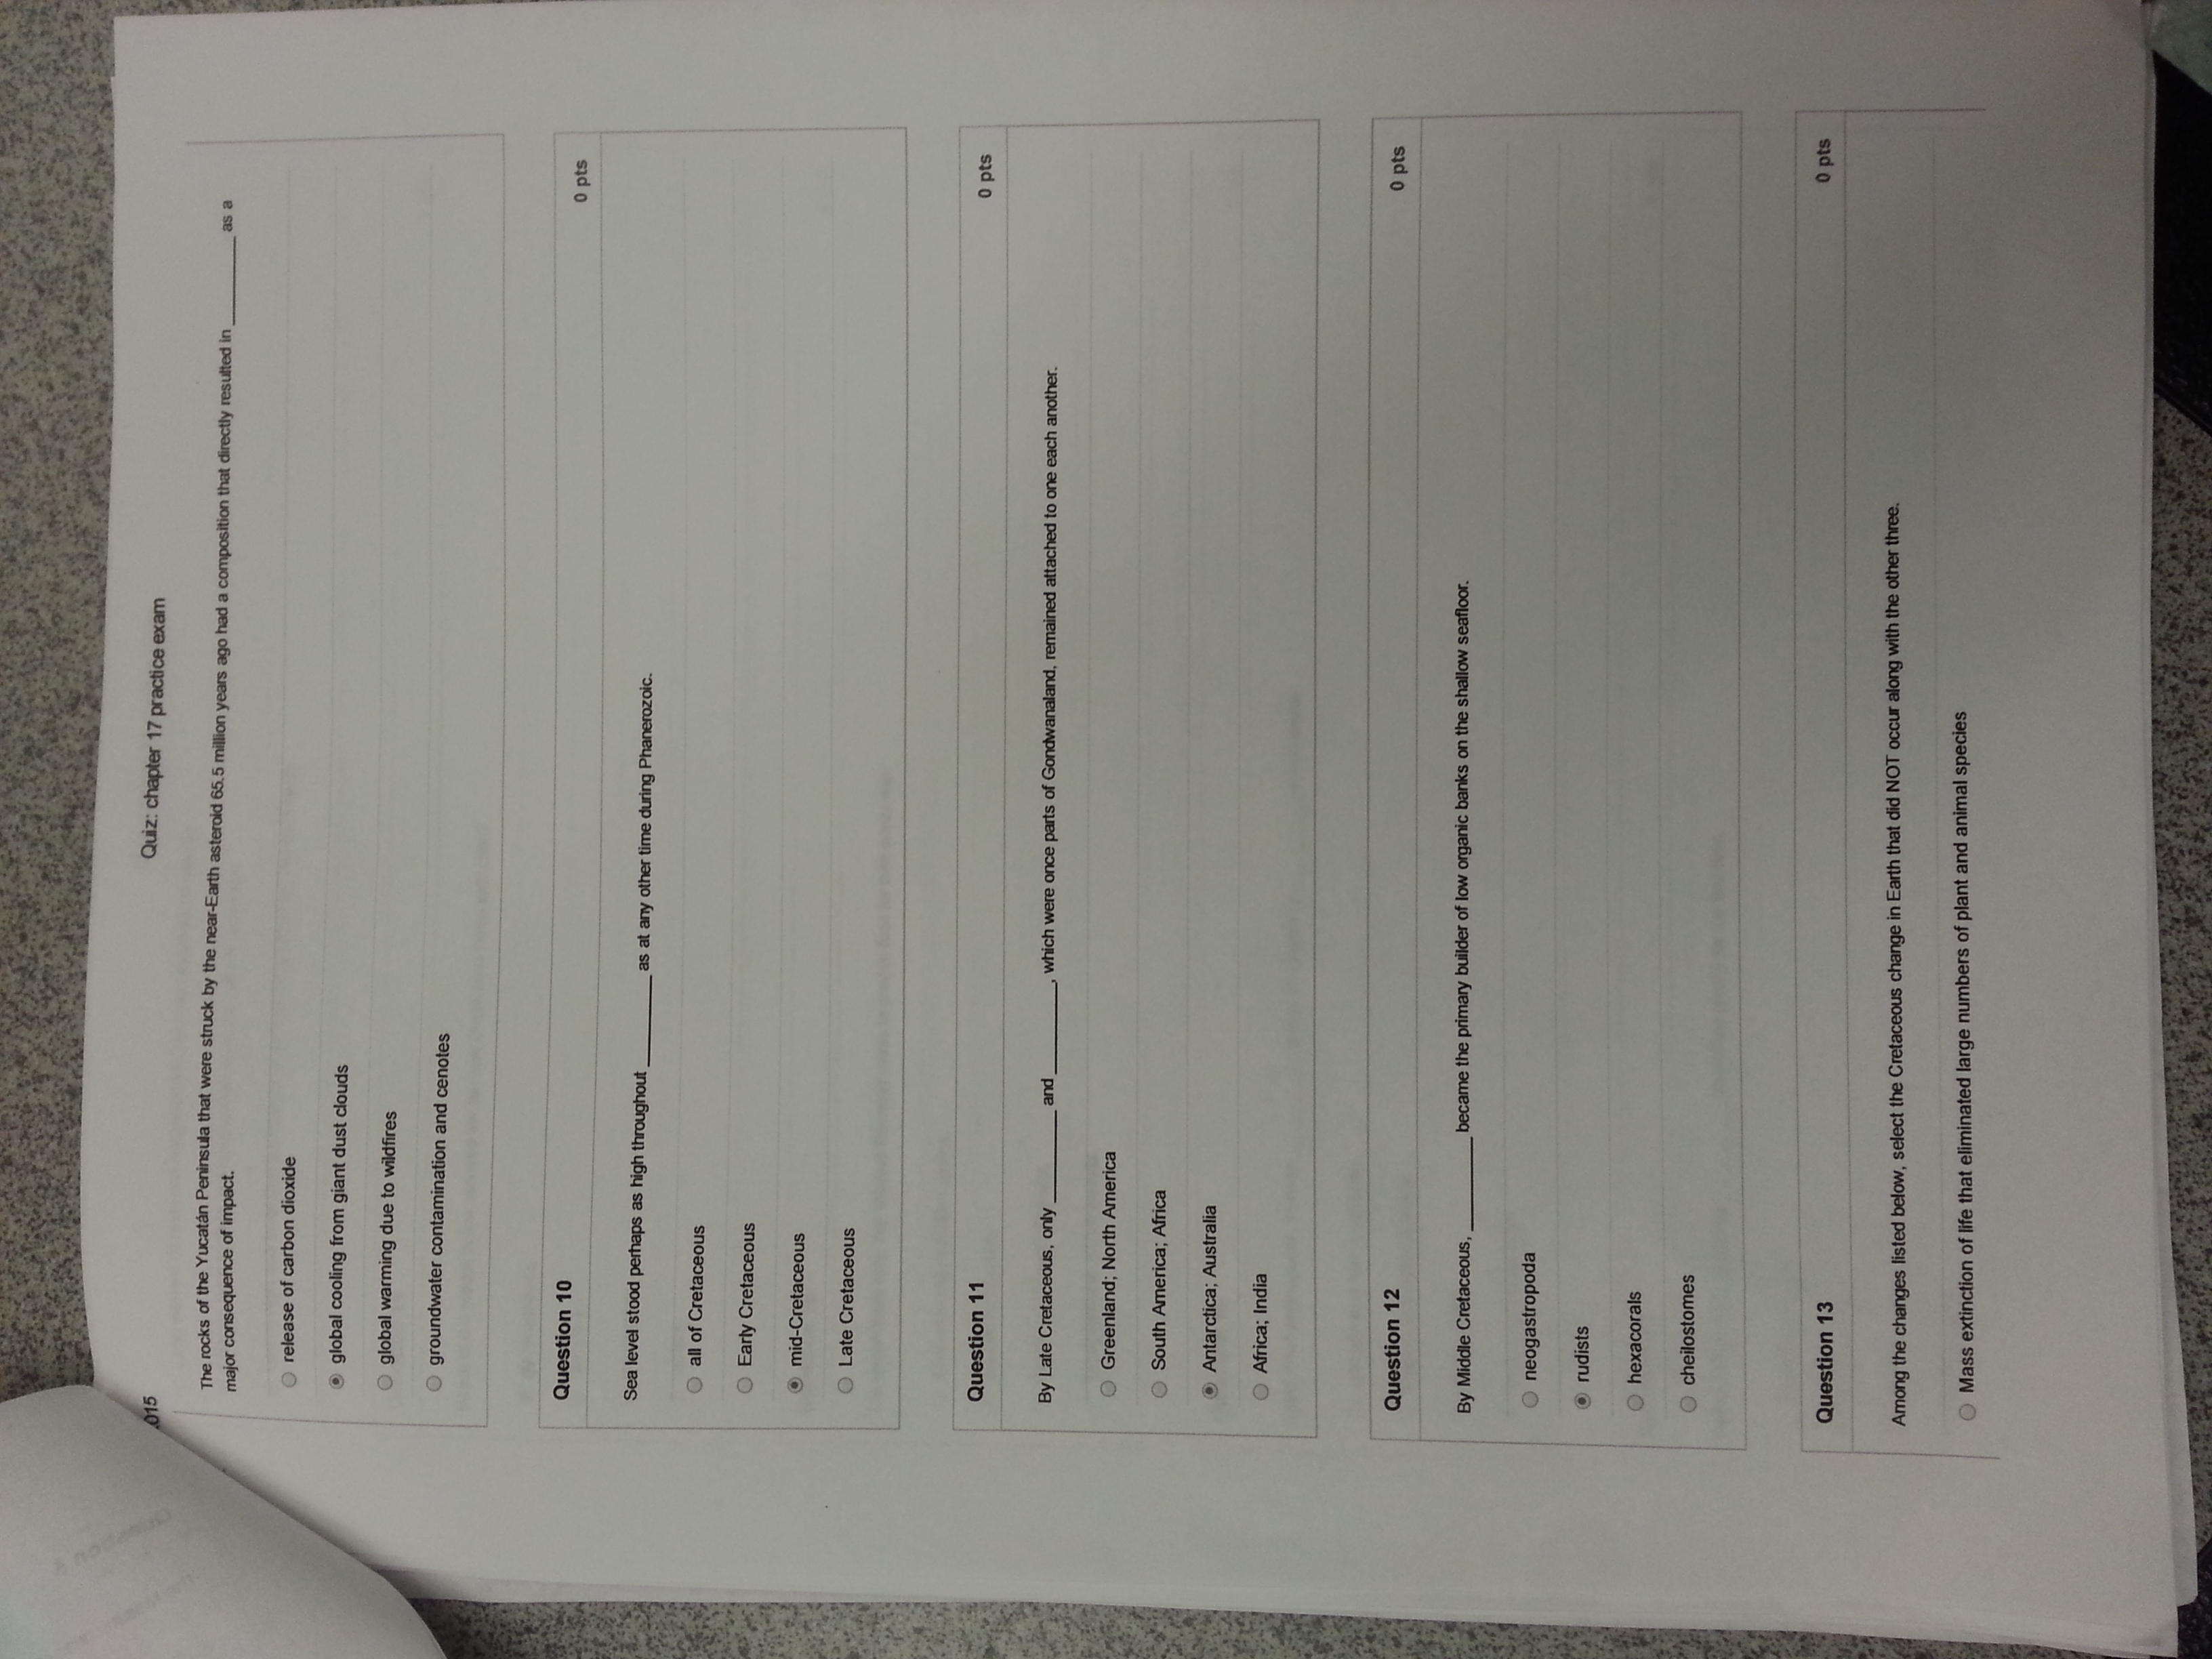 .015
Quiz: chapter 17 practice exam
The rocks of the Yucatán Peninsula that were struck by the near-Earth asteroid 65.5 million years ago had a composition that directly resulted in ________ as a
major consequence of impact.
release of carbon dioxide
global cooling from giant dust clouds
global warming due to wildfires
groundwater contamination and cenotes
Question 10 0 pts
Sea level stood perhaps as high throughout ________ as at any other time during Phanerozoic.
all of Cretaceous
Early Cretaceous
mid-Cretaceous
Late Cretaceous
Question 11 0 pts
By Late Cretaceous, only ________ and ________, which were once parts of Gondwanaland, remained attached to one each another.
Greenland; North America
South America; Africa
Antarctica; Australia
Africa; India
Question 12 0 pts
By Middle Cretaceous, ________ became the primary builder of low organic banks on the shallow seafloor.
neogastropoda
rudists
hexacorals
cheilostomes
Question 13 0 pts
Among the changes listed below, select the Cretaceous change in Earth that did NOT occur along with the other three.
Mass extinction of life that eliminated large numbers of plant and animal species